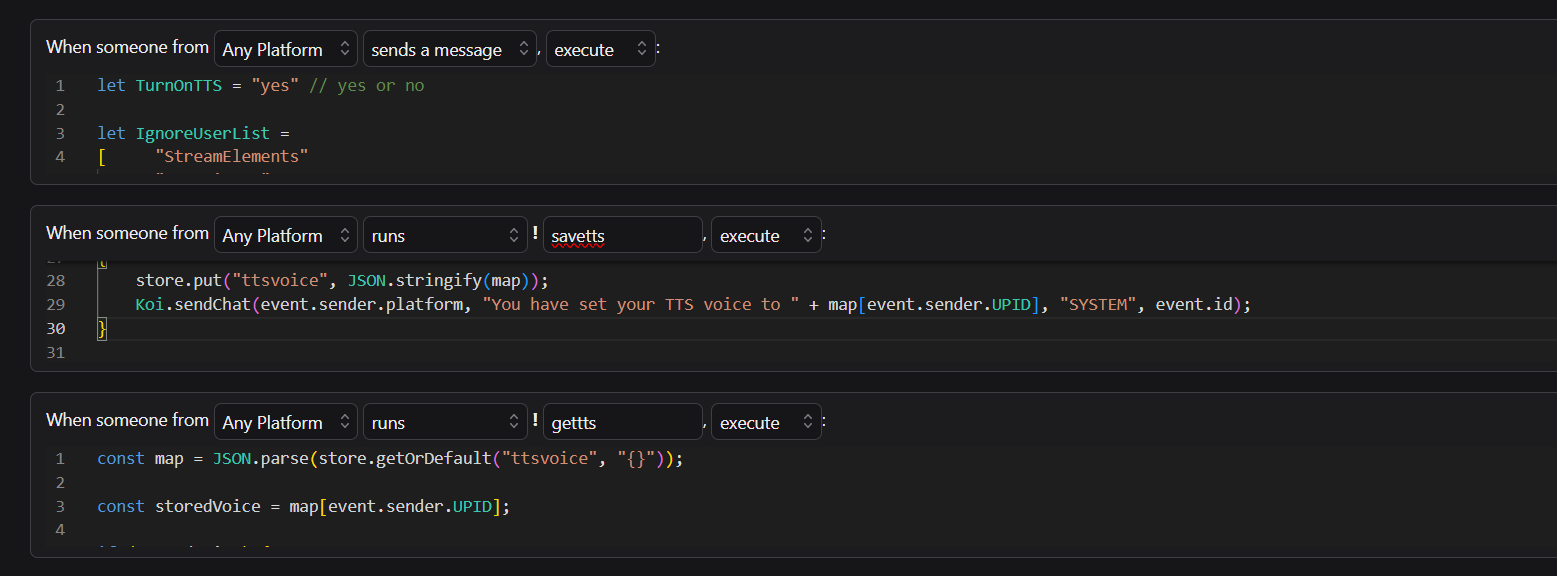 When someone from Any Platform sends a message , execute :
1 let TurnOnTTS = "yes" // yes or no
2
3 let IgnoreUserList =
4 [ "StreamElements"
When someone from Any Platform runs ! savetts , execute :
{
28 store.put("ttsvoice", JSON.stringify(map));
29 Koi.sendChat(event.sender.platform, "You have set your TTS voice to " + map[event.sender.UPID], "SYSTEM", event.id);
30 }
31
When someone from Any Platform runs ! gettts , execute :
1 const map = JSON.parse(store.getOrDefault("ttsvoice", "{}"));
2
3 const storedVoice = map[event.sender.UPID];
4